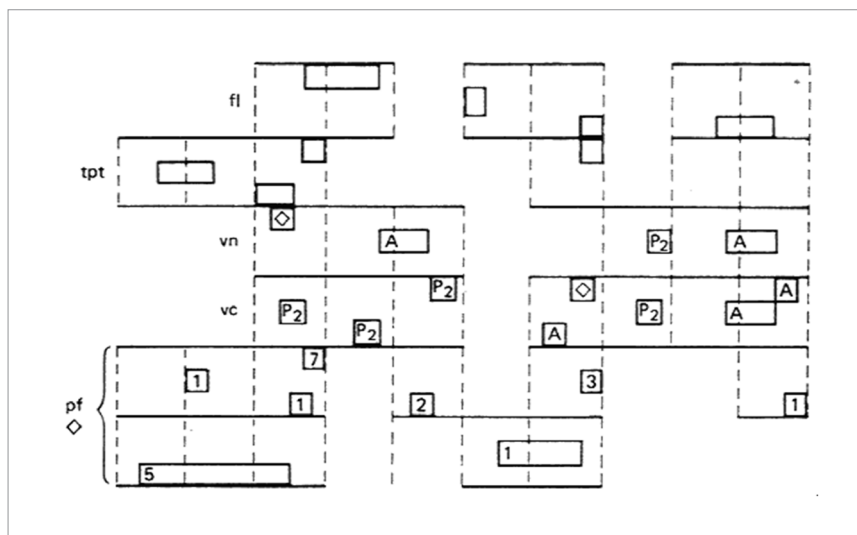 fl
tpt
◇
vn A P₂ A
P₂ ◇ A
vc P₂ P₂ A
P₂ A
7
1 3
pf 1 2 1
◇
1
5